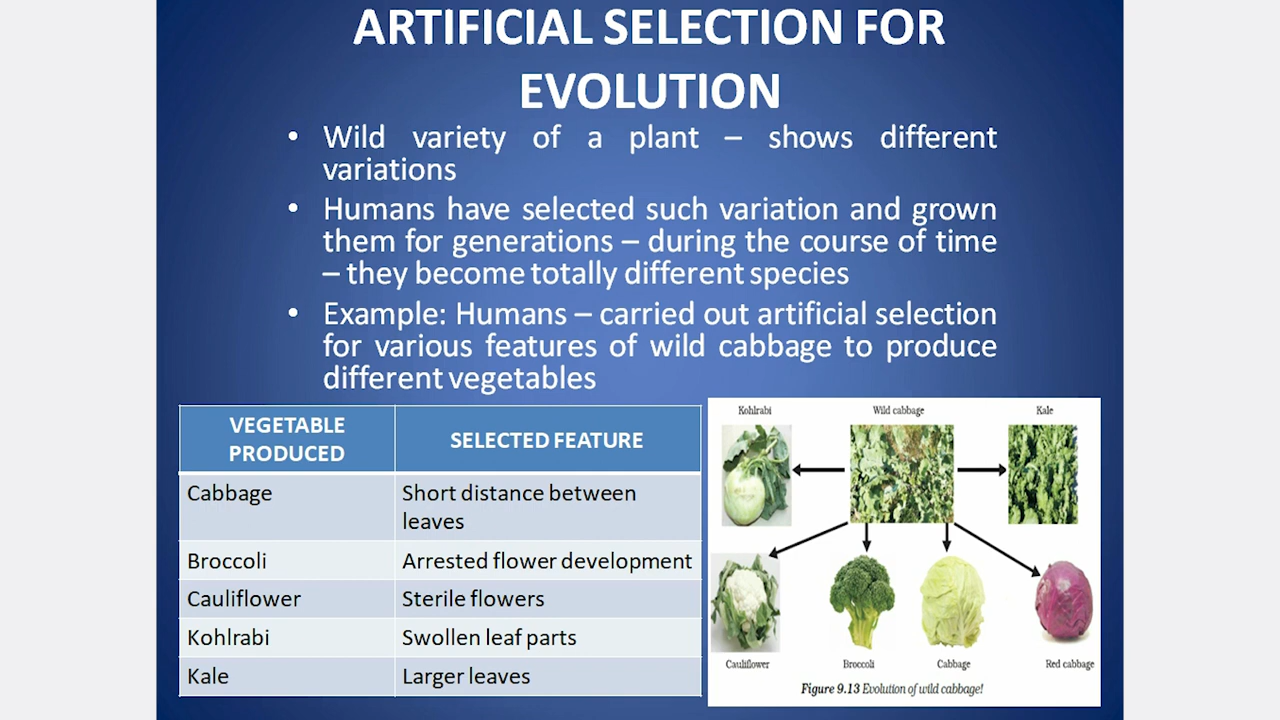 ARTIFICIAL SELECTION FOR
EVOLUTION
• Wild variety of a plant – shows different
variations
• Humans have selected such variation and grown
them for generations – during the course of time
– they become totally different species
• Example: Humans – carried out artificial selection
for various features of wild cabbage to produce
different vegetables
VEGETABLE
PRODUCED
SELECTED FEATURE
Cabbage
Short distance between
leaves
Broccoli
Arrested flower development
Cauliflower
Sterile flowers
Kohlrabi
Swollen leaf parts
Kale
Larger leaves
Kohlrabi
Wild cabbage
Kale
Cauliflower
Broccoli
Cabbage
Red cabbage
Figure 9.13 Evolution of wild cabbage!